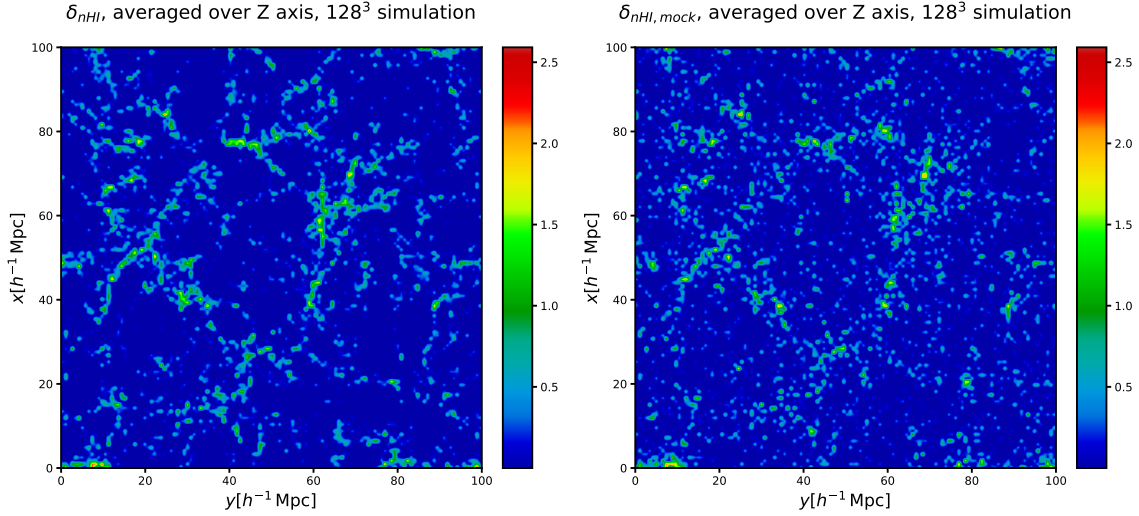 δ_nHI, averaged over Z axis, 128³ simulation
100
80
60
40
20
0
x[h⁻¹ Mpc]
0 20 40 60 80 100
y[h⁻¹ Mpc]
2.5
2.0
1.5
1.0
0.5
δ_nHI, mock, averaged over Z axis, 128³ simulation
100
80
60
40
20
0
x[h⁻¹ Mpc]
0 20 40 60 80 100
y[h⁻¹ Mpc]
2.5
2.0
1.5
1.0
0.5